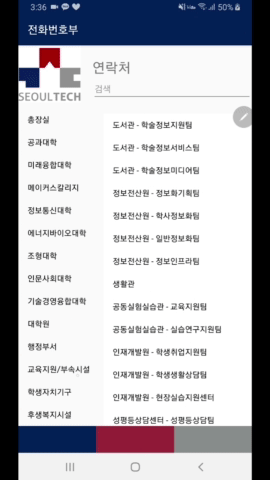 3:36
50%
전화번호부
SEOULTECH
연락처
검색
총장실
공과대학
미래융합대학
메이커스칼리지
정보통신대학
에너지바이오대학
조형대학
인문사회대학
기술경영융합대학
대학원
행정부서
교육지원/부속시설
학생자치기구
후생복지시설
도서관 - 학술정보지원팀
도서관 - 학술정보서비스팀
도서관 - 학술정보미디어팀
정보전산원 - 정보화기획팀
정보전산원 - 학사정보화팀
정보전산원 - 일반정보화팀
정보전산원 - 정보인프라팀
생활관
공동실험실습관 - 교육지원팀
공동실험실습관 - 실습연구지원팀
인재개발원 - 학생취업지원팀
인재개발원 - 학생생활상담팀
인재개발원 - 현장실습지원센터
성평등상담센터 - 성평등상담팀